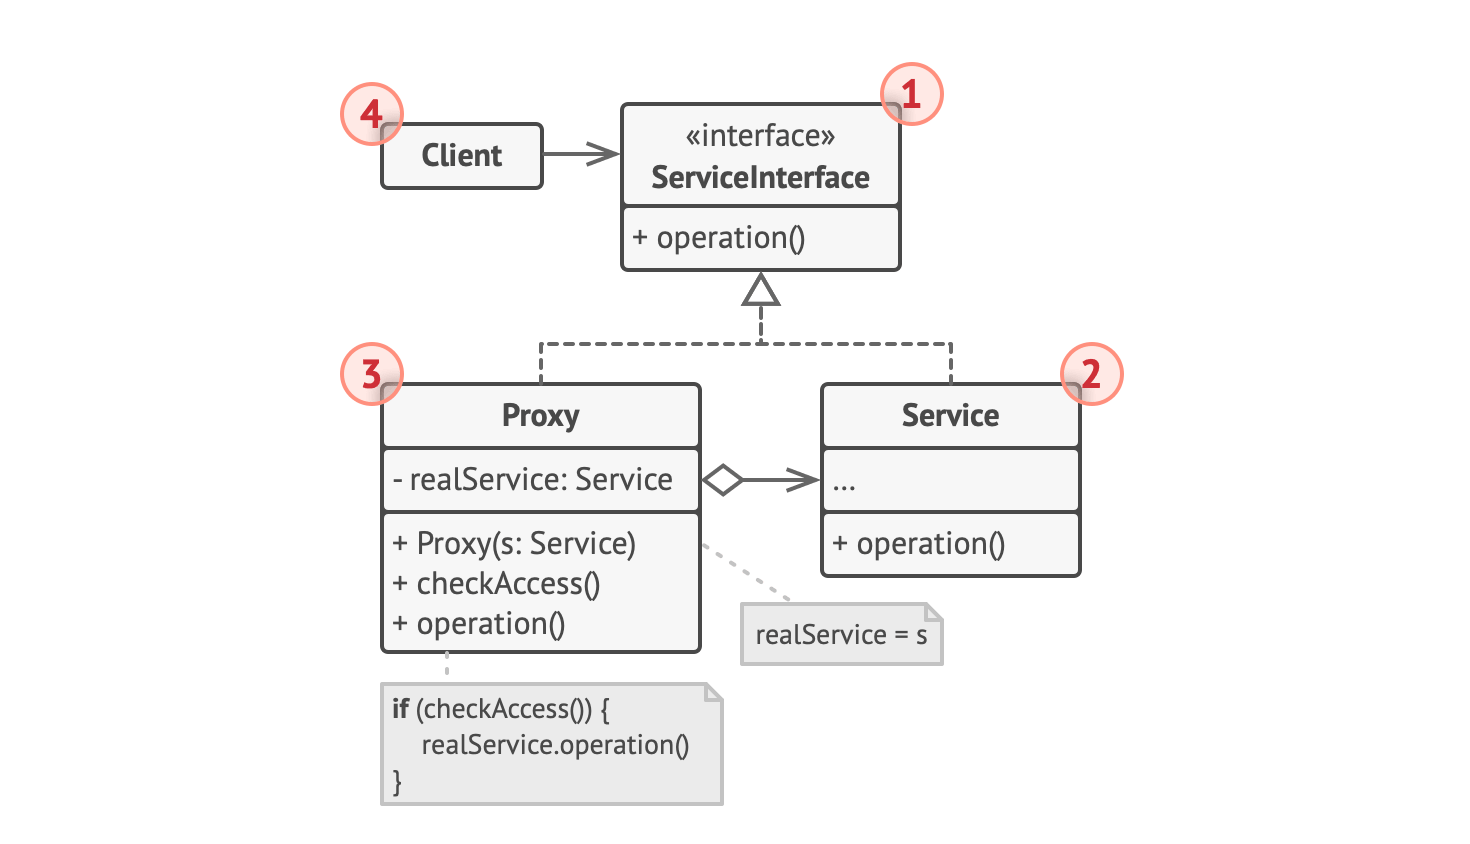 4
Client
1
«interface»
ServiceInterface
+ operation()
3
Proxy
- realService: Service
+ Proxy(s: Service)
+ checkAccess()
+ operation()
2
Service
...
+ operation()
realService = s
if (checkAccess()) {
realService.operation()
}